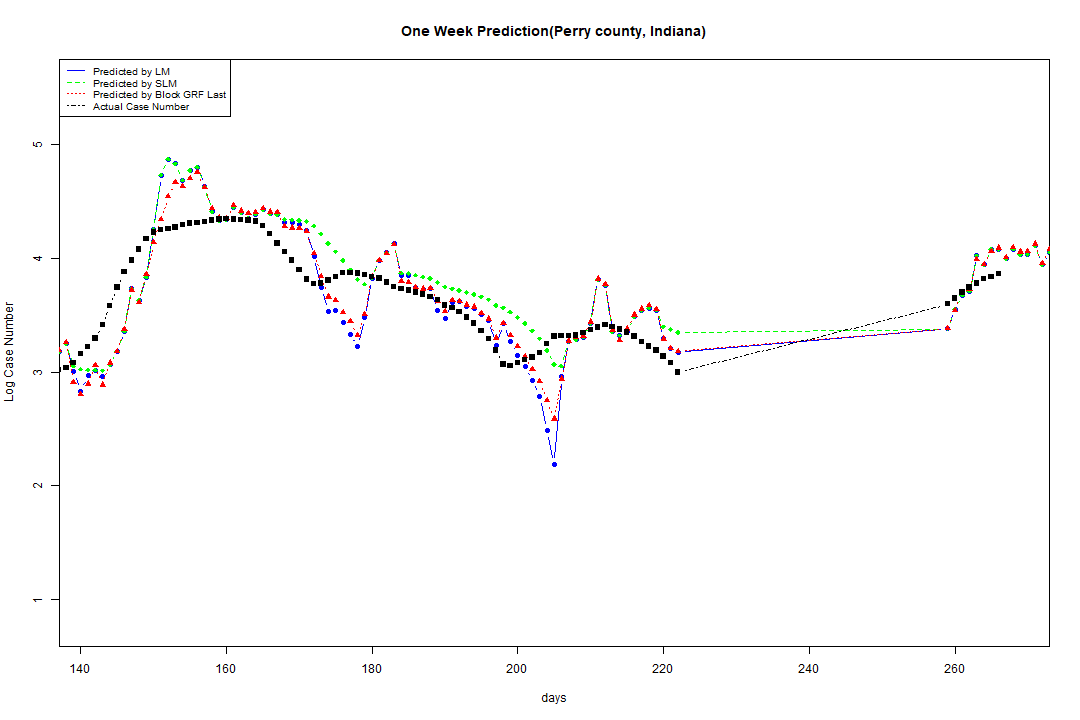 One Week Prediction(Perry county, Indiana)
Predicted by LM
Predicted by SLM
Predicted by Block GRF Last
Actual Case Number
Log Case Number
5
4
3
2
1
140 160 180 200 220 240 260
days